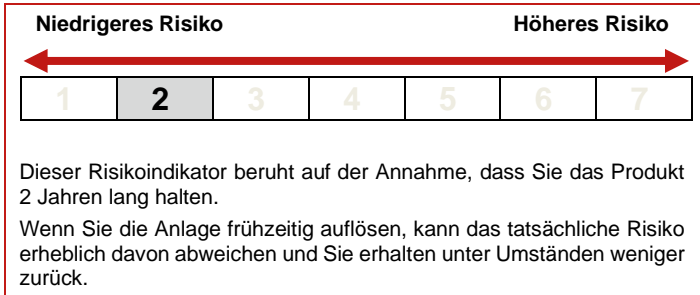 Niedrigeres Risiko Höheres Risiko
1 2 3 4 5 6 7
Dieser Risikoindikator beruht auf der Annahme, dass Sie das Produkt
2 Jahren lang halten.
Wenn Sie die Anlage frühzeitig auflösen, kann das tatsächliche Risiko
erheblich davon abweichen und Sie erhalten unter Umständen weniger
zurück.